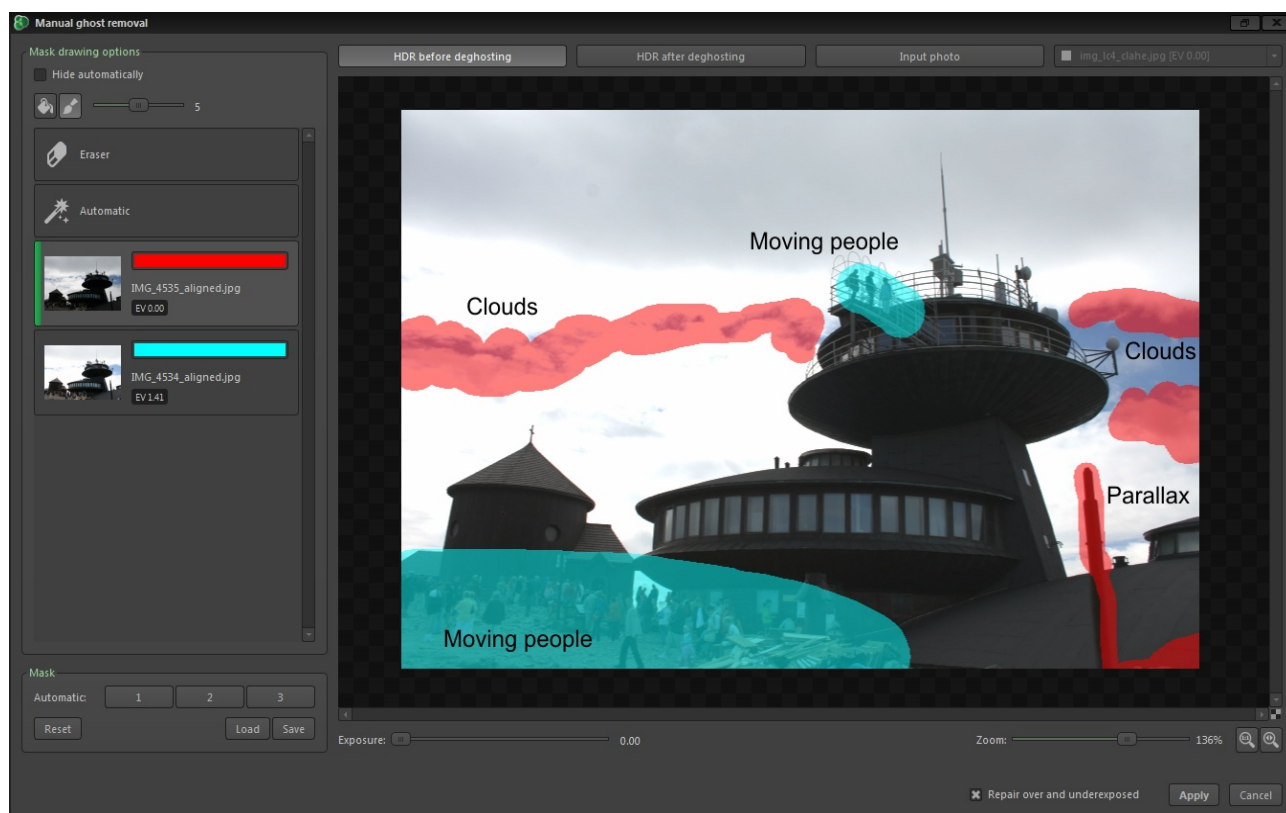 Manual ghost removal
Mask drawing options
Hide automatically
5
Eraser
Automatic
IMG_4535_aligned.jpg
EV 0.00
IMG_4534_aligned.jpg
EV 1.41
Mask
Automatic:
1
2
3
Reset
Load
Save
HDR before deghosting
HDR after deghosting
Input photo
img_lc4_clahe.jpg [EV 0.00]
Moving people
Clouds
Clouds
Parallax
Moving people
Exposure:
0.00
Zoom:
136%
1:1
Repair over and underexposed
Apply
Cancel